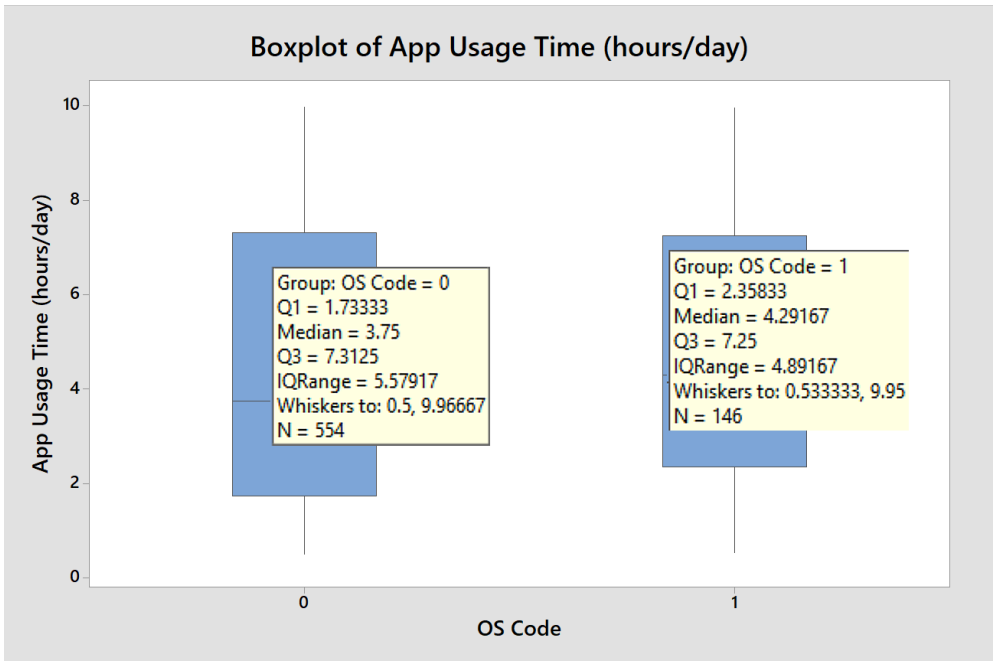 Boxplot of App Usage Time (hours/day)
App Usage Time (hours/day)
10
8
6
4
2
0
Group: OS Code = 0
Q1 = 1.73333
Median = 3.75
Q3 = 7.3125
IQRange = 5.57917
Whiskers to: 0.5, 9.96667
N = 554
Group: OS Code = 1
Q1 = 2.35833
Median = 4.29167
Q3 = 7.25
IQRange = 4.89167
Whiskers to: 0.533333, 9.95
N = 146
0
1
OS Code